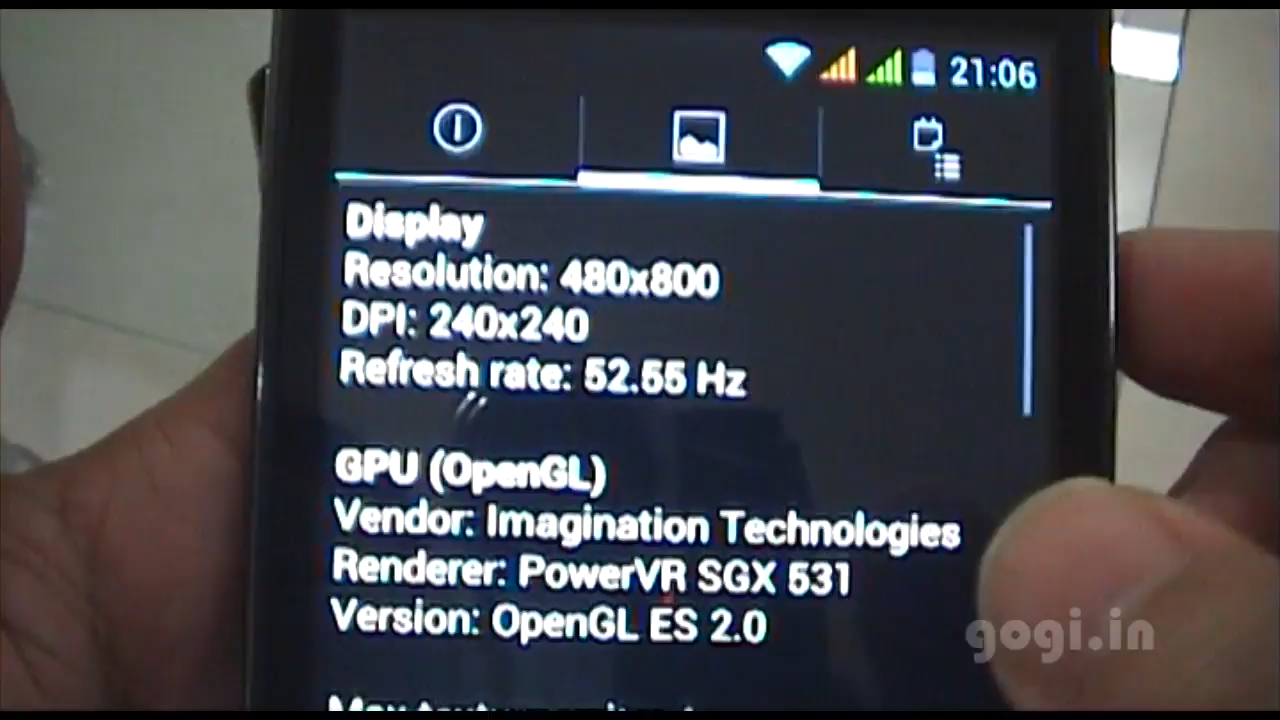 21:06
Display
Resolution: 480x800
DPI: 240x240
Refresh rate: 52.55 Hz
GPU (OpenGL)
Vendor: Imagination Technologies
Renderer: PowerVR SGX 531
Version: OpenGL ES 2.0
gogi.in